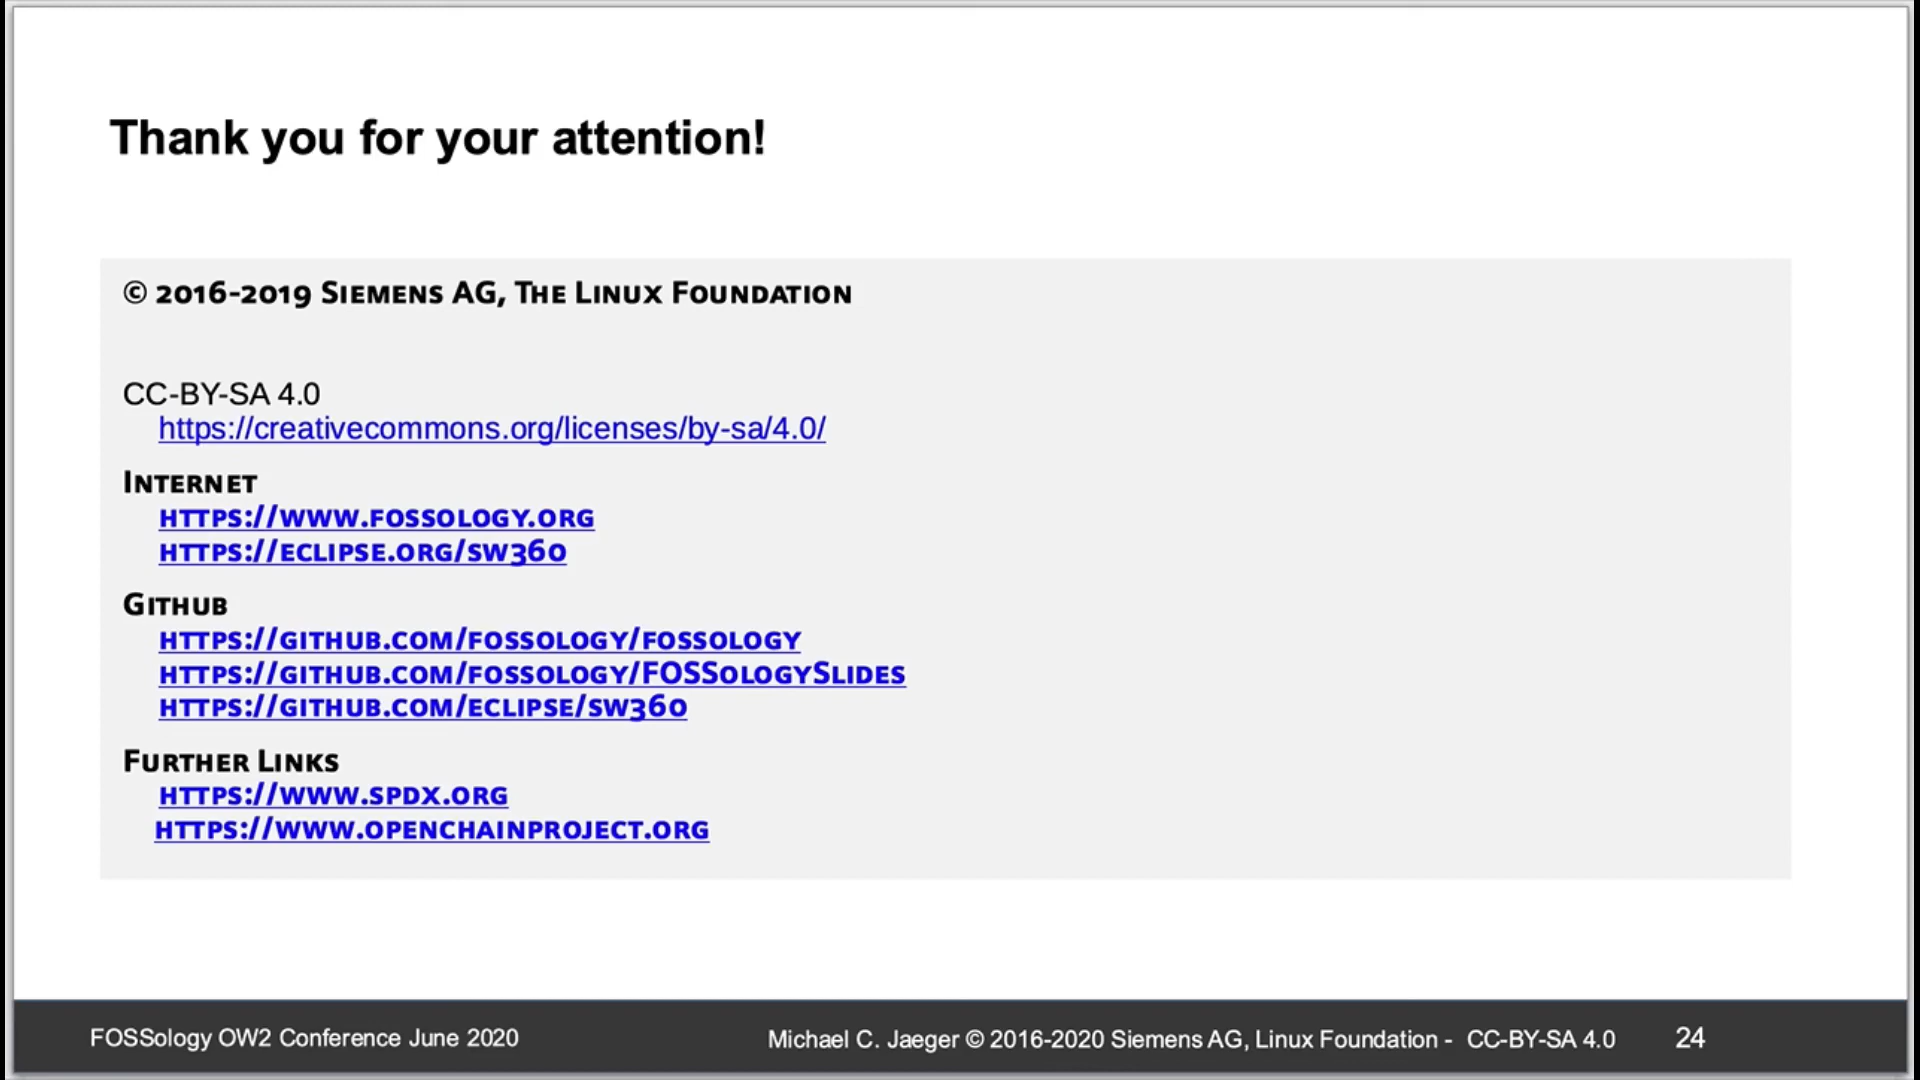 Thank you for your attention!
© 2016-2019 Siemens AG, The Linux Foundation
CC-BY-SA 4.0
https://creativecommons.org/licenses/by-sa/4.0/
Internet
https://www.fossology.org
https://eclipse.org/sw360
Github
https://github.com/fossology/fossology
https://github.com/fossology/FOSSologySlides
https://github.com/eclipse/sw360
Further Links
https://www.spdx.org
https://www.openchainproject.org
FOSSology OW2 Conference June 2020
Michael C. Jaeger © 2016-2020 Siemens AG, Linux Foundation - CC-BY-SA 4.0
24